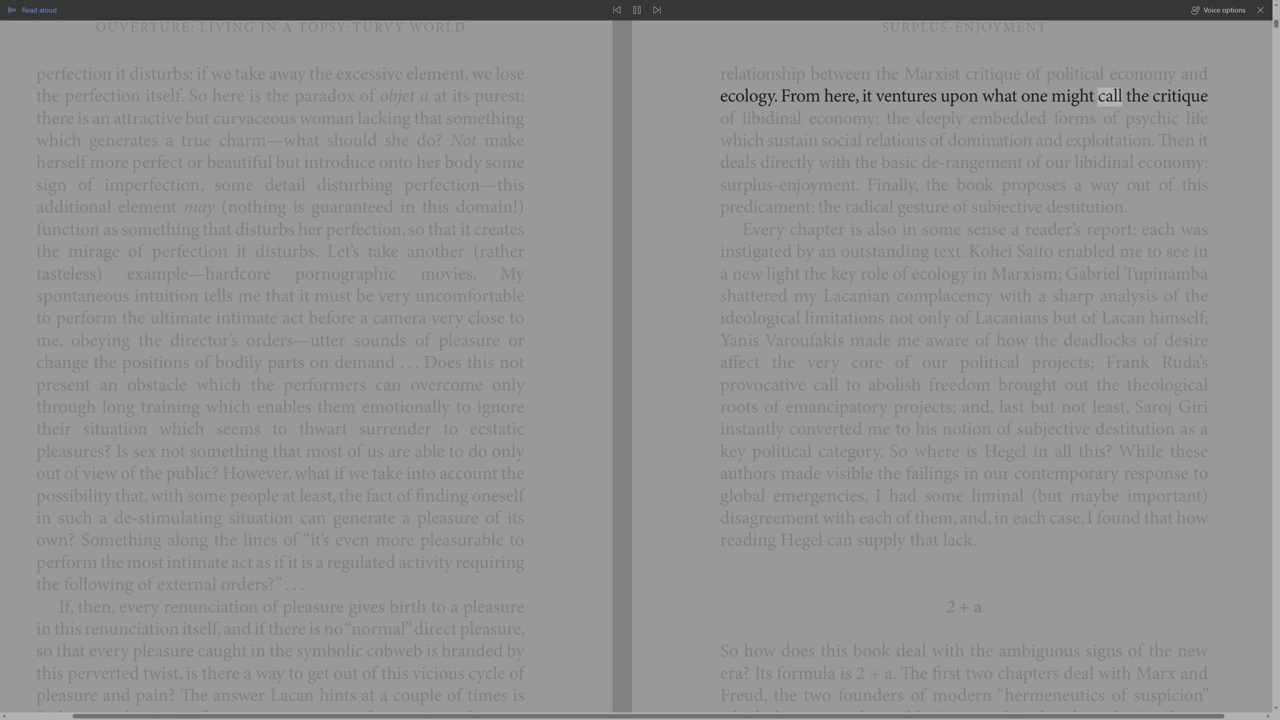 Read aloud
Voice options
OUVERTURE: LIVING IN A TOPSY-TURVY WORLD
perfection it disturbs: if we take away the excessive element, we lose
the perfection itself. So here is the paradox of objet a at its purest:
there is an attractive but curvaceous woman lacking that something
which generates a true charm—what should she do? Not make
herself more perfect or beautiful but introduce onto her body some
sign of imperfection, some detail disturbing perfection—this
additional element may (nothing is guaranteed in this domain!)
function as something that disturbs her perfection, so that it creates
the mirage of perfection it disturbs. Let’s take another (rather
tasteless) example—hardcore pornographic movies. My
spontaneous intuition tells me that it must be very uncomfortable
to perform the ultimate intimate act before a camera very close to
me, obeying the director’s orders—utter sounds of pleasure or
change the positions of bodily parts on demand . . . Does this not
present an obstacle which the performers can overcome only
through long training which enables them emotionally to ignore
their situation which seems to thwart surrender to ecstatic
pleasures? Is sex not something that most of us are able to do only
out of view of the public? However, what if we take into account the
possibility that, with some people at least, the fact of finding oneself
in such a de-stimulating situation can generate a pleasure of its
own? Something along the lines of “it’s even more pleasurable to
perform the most intimate act as if it is a regulated activity requiring
the following of external orders?” . . .
If, then, every renunciation of pleasure gives birth to a pleasure
in this renunciation itself, and if there is no “normal” direct pleasure,
so that every pleasure caught in the symbolic cobweb is branded by
this perverted twist, is there a way to get out of this vicious cycle of
pleasure and pain? The answer Lacan hints at a couple of times is
SURPLUS-ENJOYMENT
relationship between the Marxist critique of political economy and
ecology. From here, it ventures upon what one might call the critique
of libidinal economy: the deeply embedded forms of psychic life
which sustain social relations of domination and exploitation. Then it
deals directly with the basic de-rangement of our libidinal economy:
surplus-enjoyment. Finally, the book proposes a way out of this
predicament: the radical gesture of subjective destitution.
Every chapter is also in some sense a reader’s report: each was
instigated by an outstanding text. Kohei Saito enabled me to see in
a new light the key role of ecology in Marxism; Gabriel Tupinamba
shattered my Lacanian complacency with a sharp analysis of the
ideological limitations not only of Lacanians but of Lacan himself;
Yanis Varoufakis made me aware of how the deadlocks of desire
affect the very core of our political projects; Frank Ruda’s
provocative call to abolish freedom brought out the theological
roots of emancipatory projects; and, last but not least, Saroj Giri
instantly converted me to his notion of subjective destitution as a
key political category. So where is Hegel in all this? While these
authors made visible the failings in our contemporary response to
global emergencies, I had some liminal (but maybe important)
disagreement with each of them, and, in each case, I found that how
reading Hegel can supply that lack.
2 + a
So how does this book deal with the ambiguous signs of the new
era? Its formula is 2 + a. The first two chapters deal with Marx and
Freud, the two founders of modern “hermeneutics of suspicion”